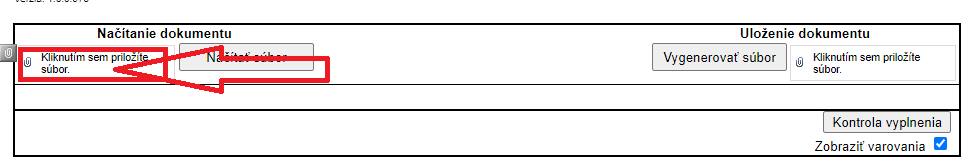 Načítanie dokumentu
Uloženie dokumentu
Kliknutím sem priložíte
súbor.
Načítať súbor
Vygenerovať súbor
Kliknutím sem priložíte
súbor.
Kontrola vyplnenia
Zobraziť varovania